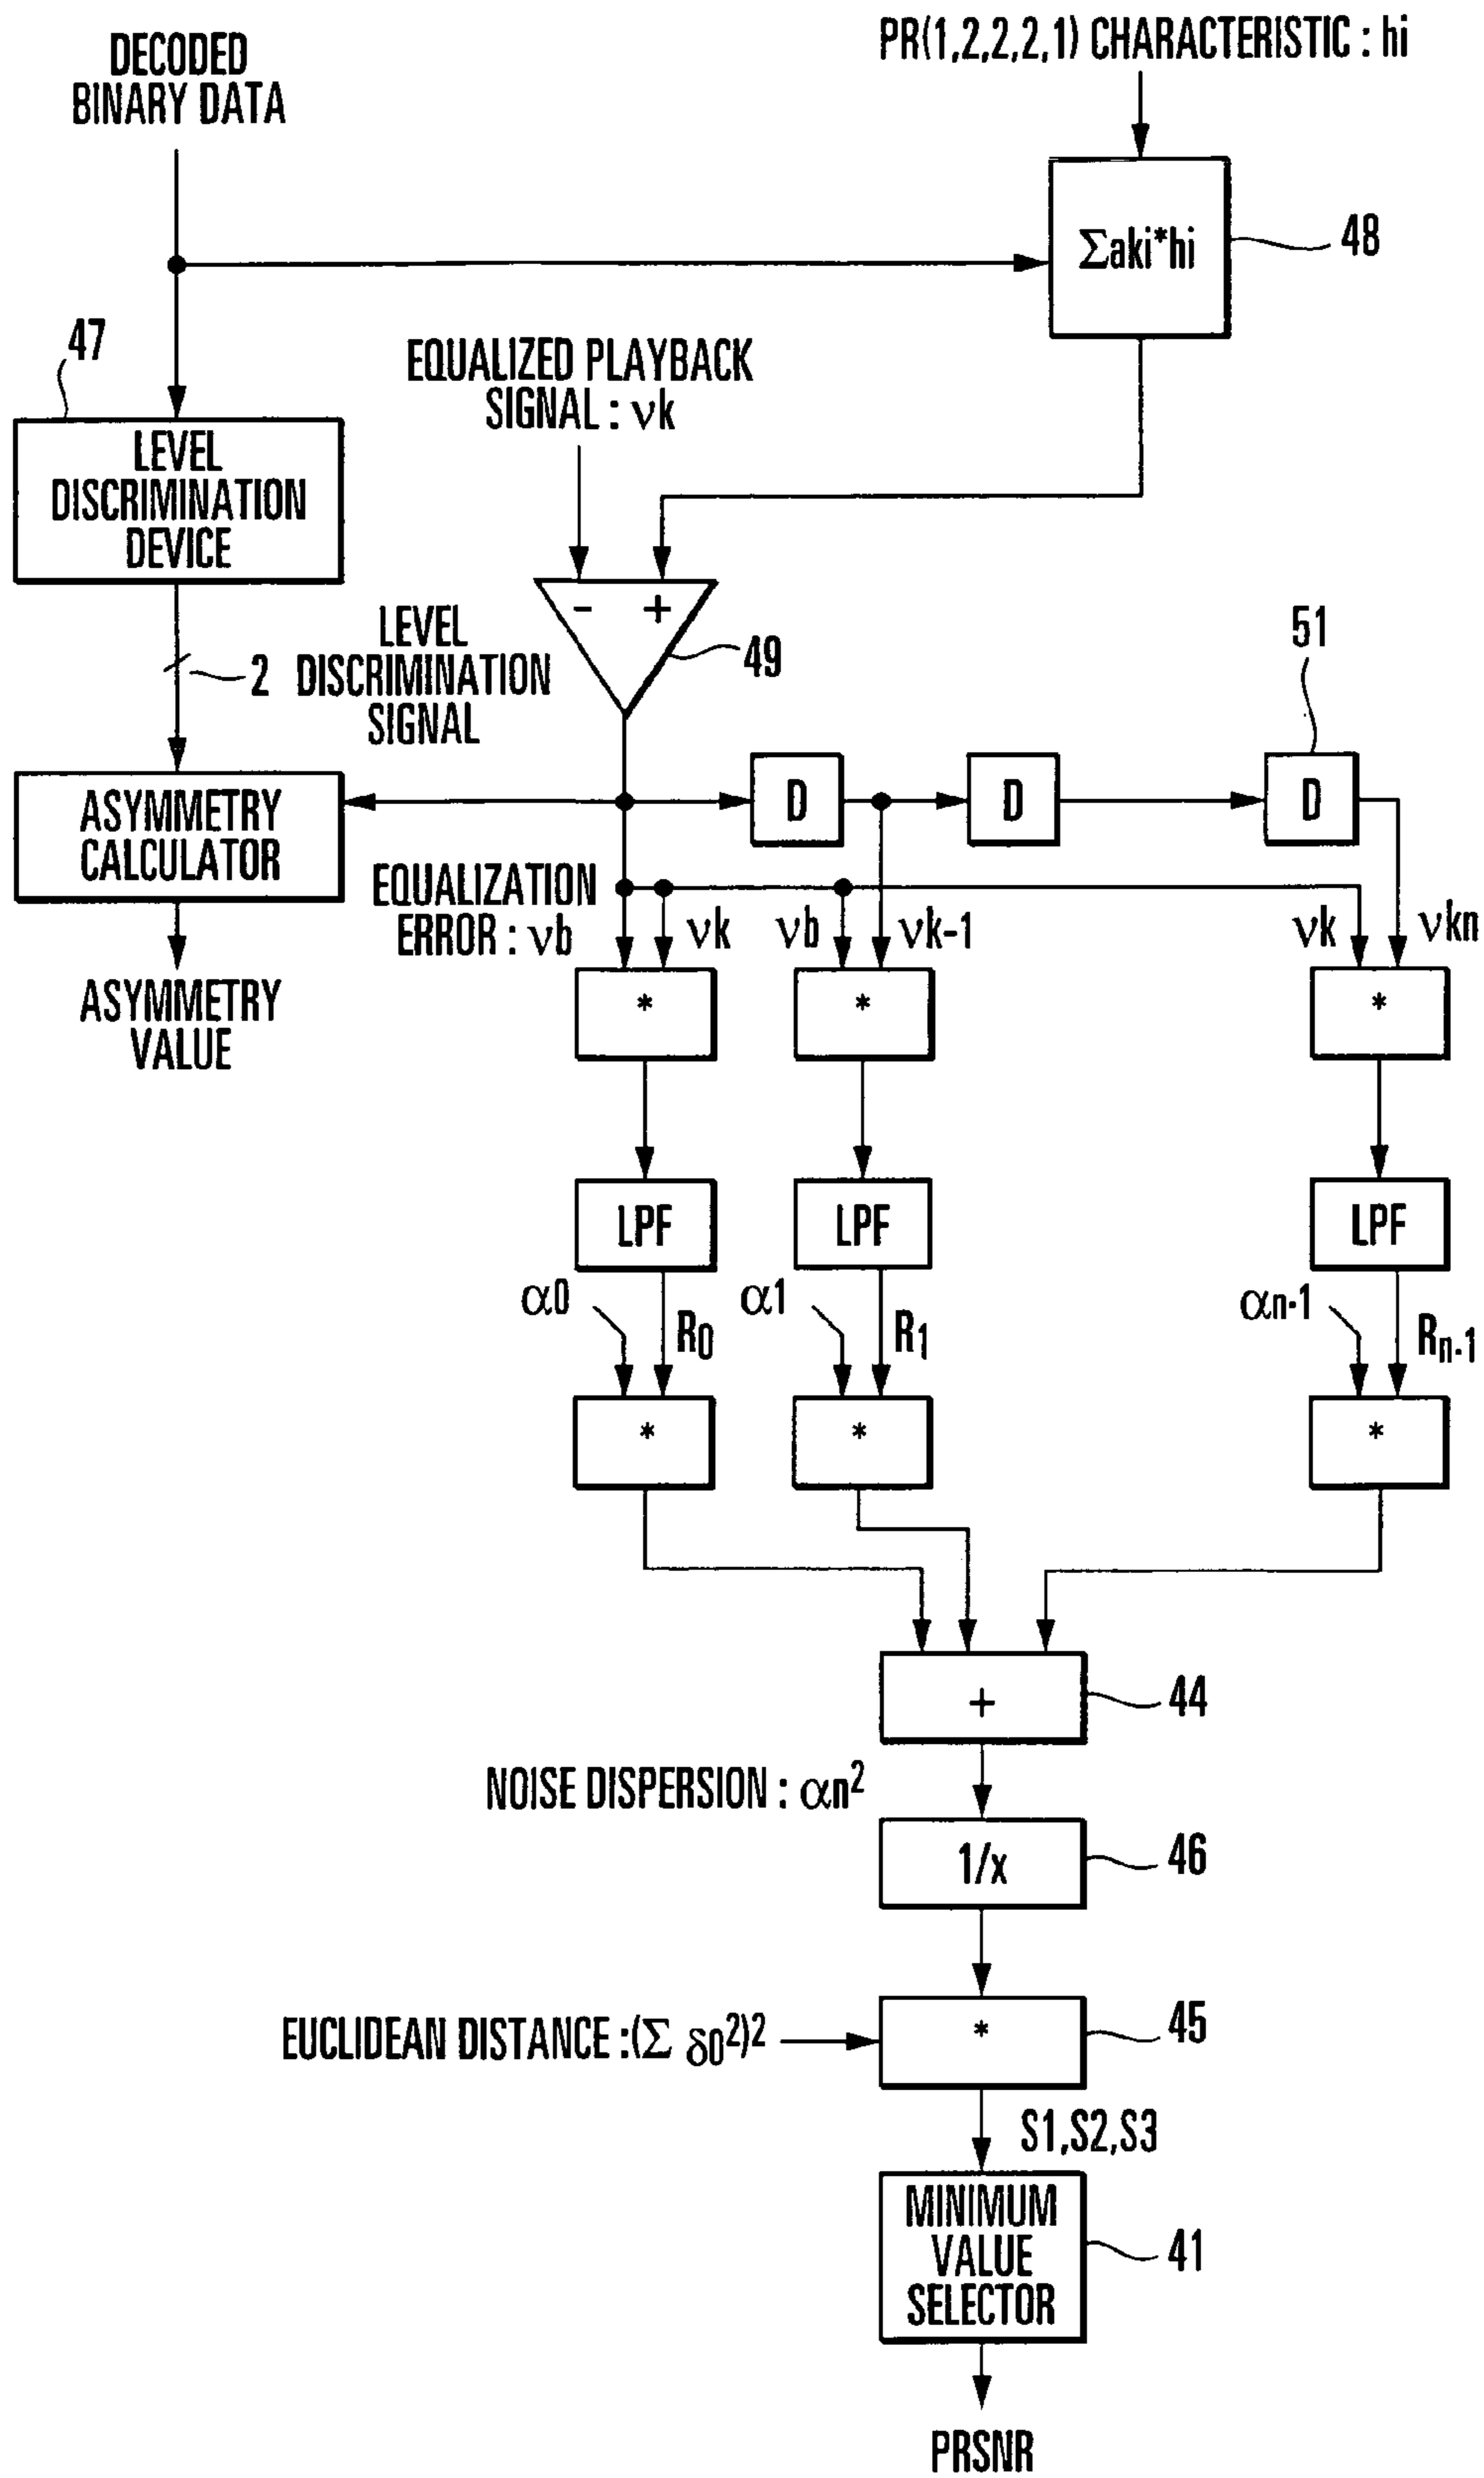 DECODED
BINARY DATA
PR(1,2,2,2,1) CHARACTERISTIC : hi
Σaki*hi
48
47
EQUALIZED PLAYBACK
SIGNAL : νk
LEVEL
DISCRIMINATION
DEVICE
- +
49
2
LEVEL
DISCRIMINATION
SIGNAL
51
D
D
D
ASYMMETRY
CALCULATOR
EQUALIZATION
ERROR : νb
νk
νb
νk-1
νk
νkn
ASYMMETRY
VALUE
*
*
*
LPF
LPF
LPF
α0
R0
α1
R1
αn-1
Rn-1
*
*
*
+
44
NOISE DISPERSION : αn²
1/x
46
EUCLIDEAN DISTANCE :(Σ δ0²)²
*
45
S1,S2,S3
MINIMUM
VALUE
SELECTOR
41
PRSNR